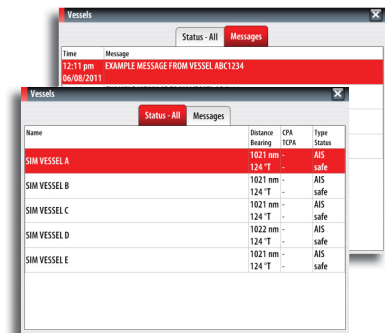 Vessels
Status - All Messages
Time Message
12:11 pm EXAMPLE MESSAGE FROM VESSEL ABC1234
06/08/2011
Vessels
Status - All Messages
Name Distance CPA Type
Bearing TCPA Status
SIM VESSEL A 1021 nm - AIS
124 °T - safe
SIM VESSEL B 1021 nm - AIS
124 °T - safe
SIM VESSEL C 1021 nm - AIS
124 °T - safe
SIM VESSEL D 1022 nm - AIS
124 °T - safe
SIM VESSEL E 1021 nm - AIS
124 °T - safe